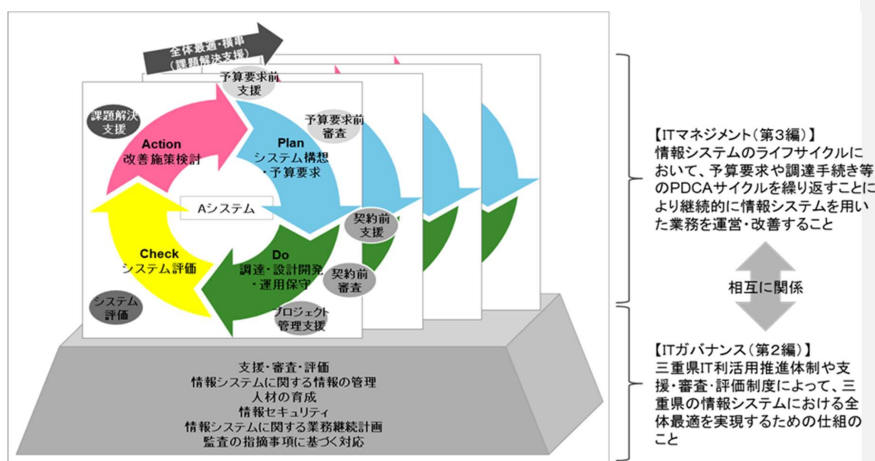 全体最適・横串
(課題解決支援)
予算要求前
支援
課題解決
支援
予算要求前
審査
Action
改善施策検討
Plan
システム構想
・予算要求
Aシステム
契約前
支援
Check
システム評価
Do
調達・設計開発
・運用保守
契約前
審査
システム
評価
プロジェクト
管理支援
支援・審査・評価
情報システムに関する情報の管理
人材の育成
情報セキュリティ
情報システムに関する業務継続計画
監査の指摘事項に基づく対応
【ITマネジメント(第3編)】
情報システムのライフサイクルに
おいて、予算要求や調達手続き等
のPDCAサイクルを繰り返すことに
より継続的に情報システムを用い
た業務を運営・改善すること
相互に関係
【ITガバナンス(第2編)】
三重県IT利活用推進体制や支
援・審査・評価制度によって、三
重県の情報システムにおける全
体最適を実現するための仕組の
こと